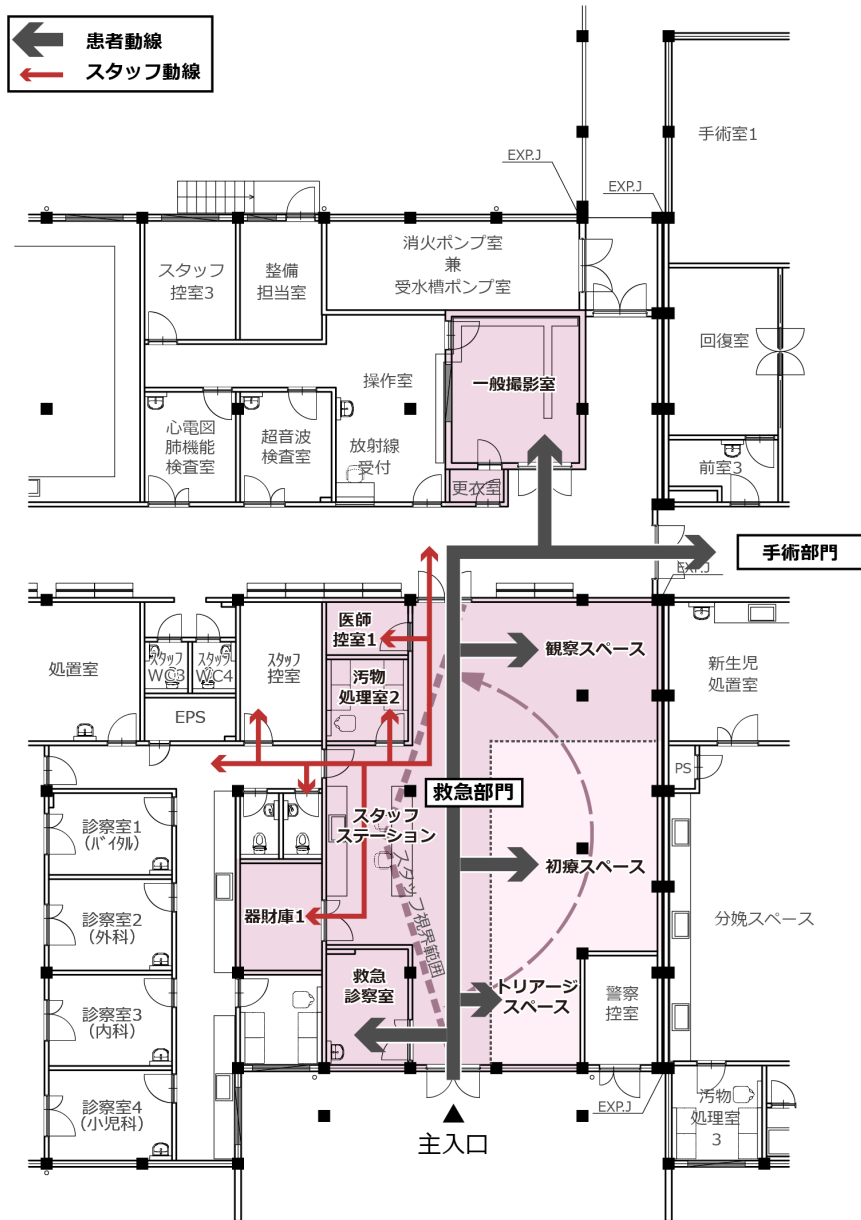 患者動線
スタッフ動線
手術室1
EXP.J
EXP.J
スタッフ
控室3
整備
担当室
消火ポンプ室
兼
受水槽ポンプ室
回復室
操作室
一般撮影室
心電図
肺機能
検査室
超音波
検査室
放射線
受付
更衣室
前室3
手術部門
EXP.J
処置室
スタッフ
WC3
スタッフ
WC4
スタッフ
控室
医師
控室1
観察スペース
新生児
処置室
汚物
処理室2
EPS
PS
救急部門
スタッフ
ステーション
診察室1
(バイタル)
スタッフ視界範囲
初療スペース
器財庫1
診察室2
(外科)
分娩スペース
救急
診察室
トリアージ
スペース
警察
控室
診察室3
(内科)
診察室4
(小児科)
EXP.J
汚物
処理室
3
主入口